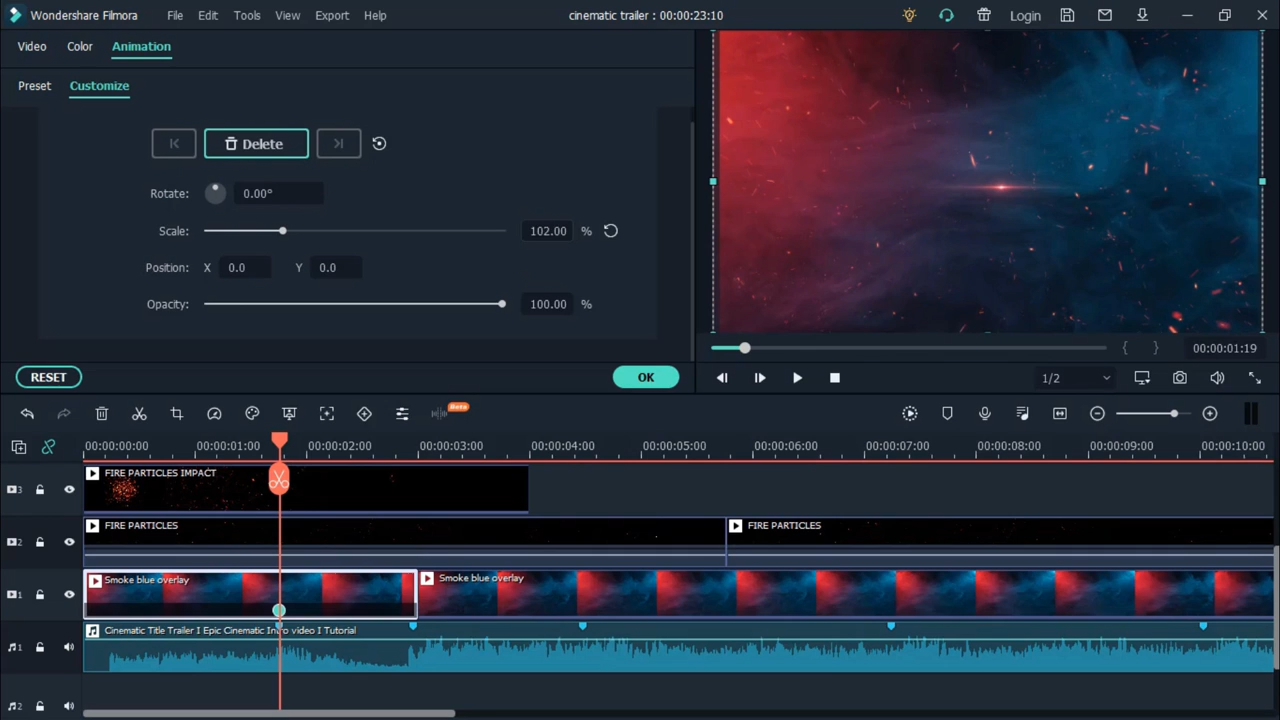 Wondershare Filmora File Edit Tools View Export Help cinematic trailer : 00:00:23:10 Login
Video Color Animation
Preset Customize
Delete
Rotate: 0.00°
Scale: 102.00 %
Position: X 0.0 Y 0.0
Opacity: 100.00 %
00:00:01:19
RESET OK
1/2
Beta
00:00:00:00 00:00:01:00 00:00:02:00 00:00:03:00 00:00:04:00 00:00:05:00 00:00:06:00 00:00:07:00 00:00:08:00 00:00:09:00 00:00:10:00
FIRE PARTICLES IMPACT
3
FIRE PARTICLES FIRE PARTICLES
2
Smoke blue overlay Smoke blue overlay
1
Cinematic Title Trailer I Epic Cinematic Intro video I Tutorial
1
2